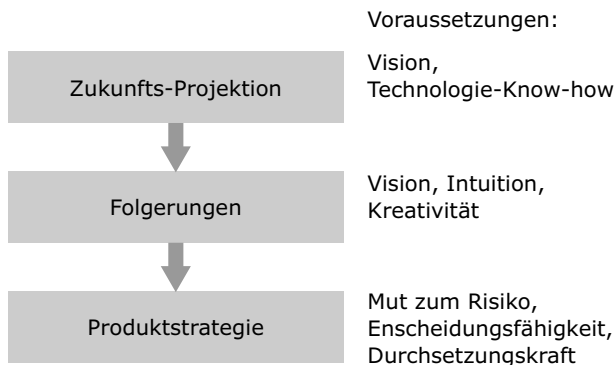 Voraussetzungen:
Zukunfts-Projektion
Vision,
Technologie-Know-how
Folgerungen
Vision, Intuition,
Kreativität
Produktstrategie
Mut zum Risiko,
Enscheidungsfähigkeit,
Durchsetzungskraft